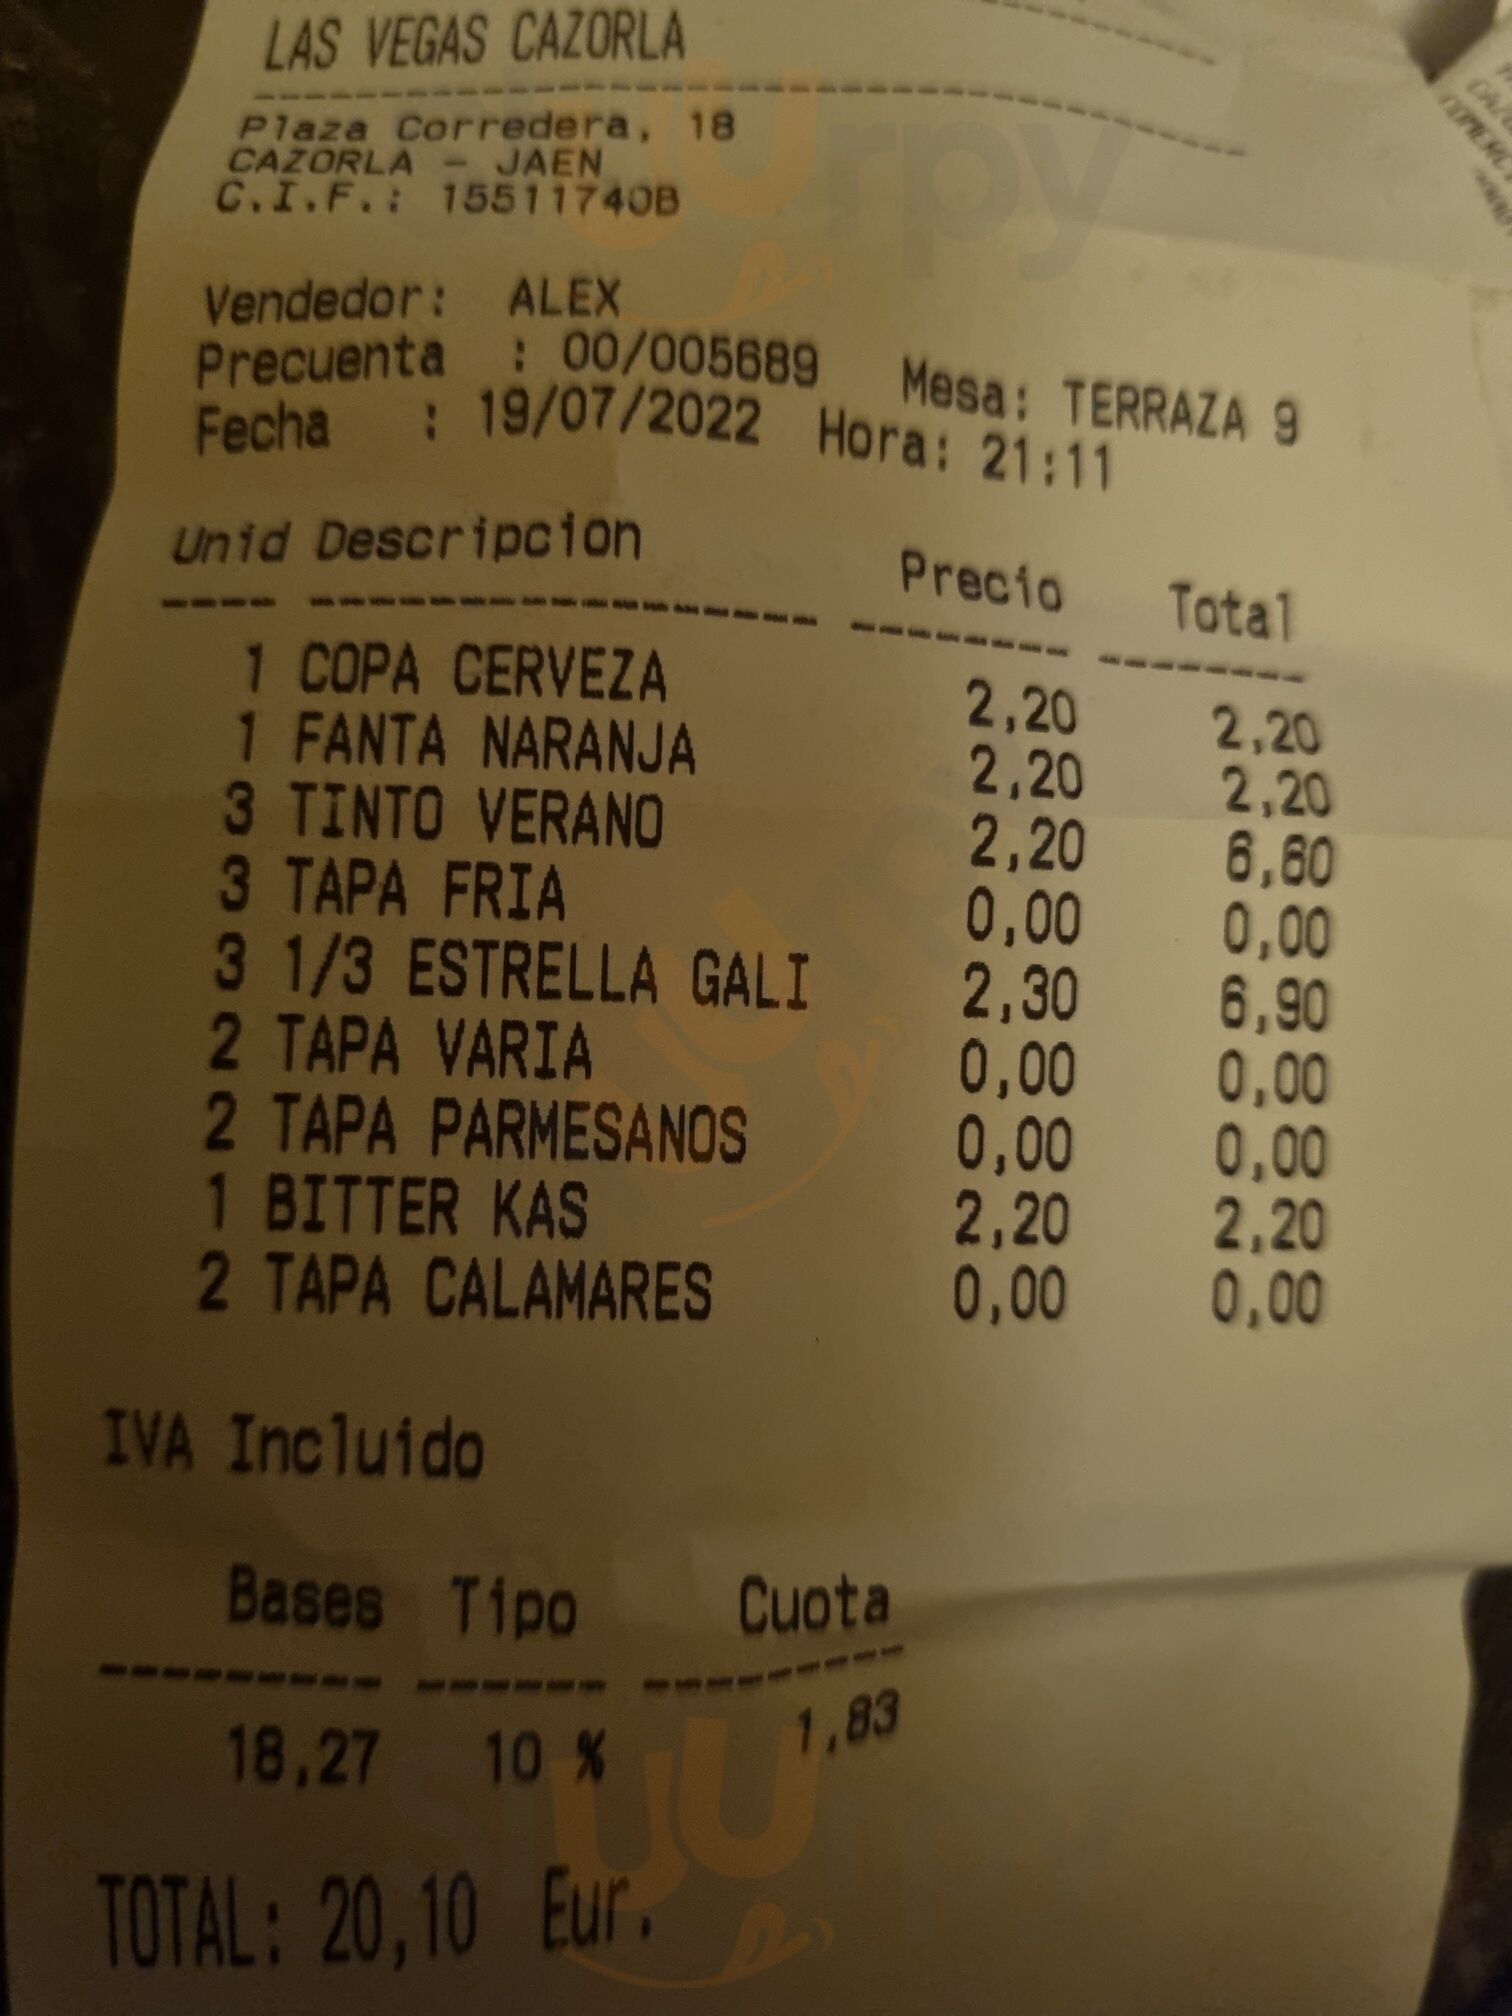 LAS VEGAS CAZORLA
Plaza Corredera, 18
CAZORLA - JAEN
C.I.F.: 15511740B
Vendedor: ALEX
Precuenta : 00/005689 Mesa: TERRAZA 9
Fecha : 19/07/2022 Hora: 21:11
Unid Descripcion Precio Total
1 COPA CERVEZA 2,20 2,20
1 FANTA NARANJA 2,20 2,20
3 TINTO VERANO 2,20 6,60
3 TAPA FRIA 0,00 0,00
3 1/3 ESTRELLA GALI 2,30 6,90
2 TAPA VARIA 0,00 0,00
2 TAPA PARMESANOS 0,00 0,00
1 BITTER KAS 2,20 2,20
2 TAPA CALAMARES 0,00 0,00
IVA Incluido
Bases Tipo Cuota
18,27 10 % 1,83
TOTAL: 20,10 Eur.